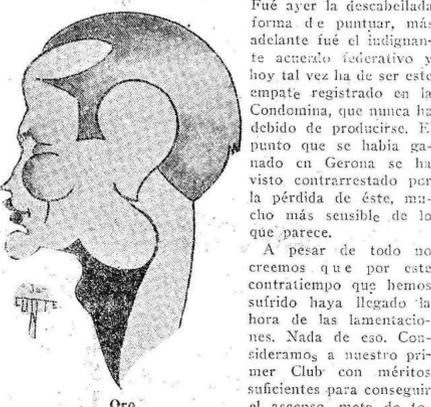 Fué ayer la descabellada
forma de puntuar, más
adelante fué el indignan-
te acuerdo federativo y
hoy tal vez ha de ser este
empate registrado en la
Condomina, que nunca ha
debido de producirse. El
punto que se había ga-
nado en Gerona se ha
visto contrarrestado por
la pérdida de éste, mu-
cho más sensible de lo
que parece.
A pesar de todo no
creemos que por este
contratiempo que hemos
sufrido haya llegado la
hora de las lamentacio-
nes. Nada de eso. Con-
sideramos a nuestro pri-
mer Club con méritos
suficientes para conseguir
el ascenso, meta de to-
Oro